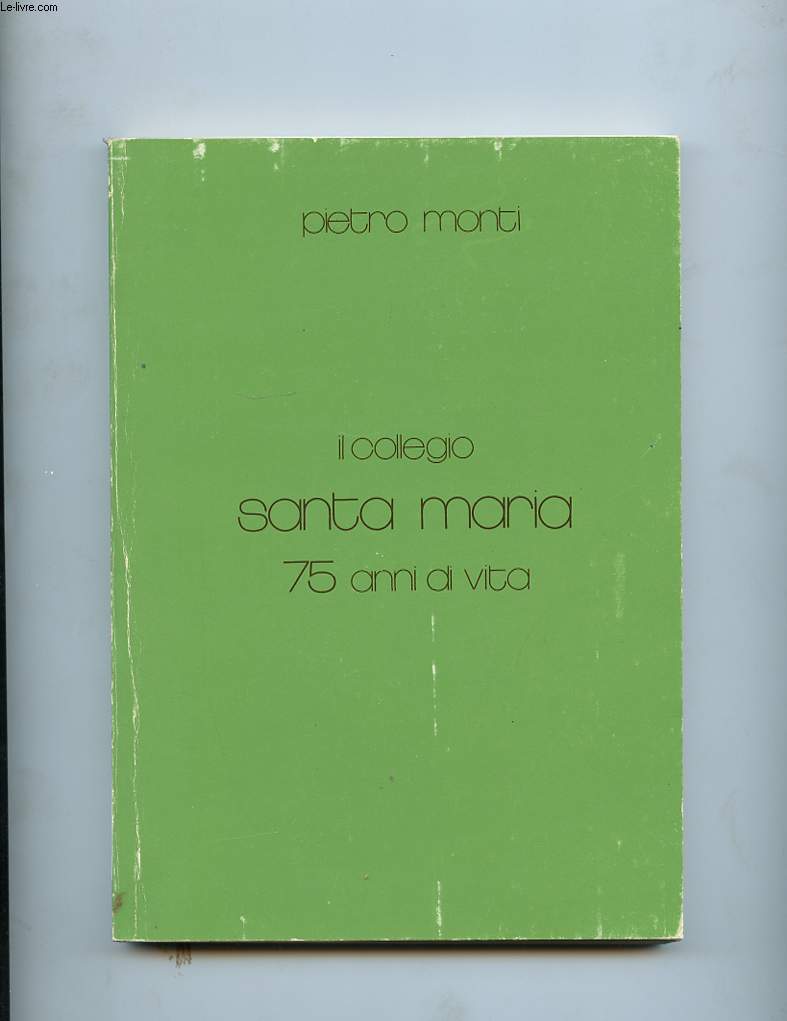 Le-livre.com
pietro monti
il collegio
santa maria
75 anni di vita